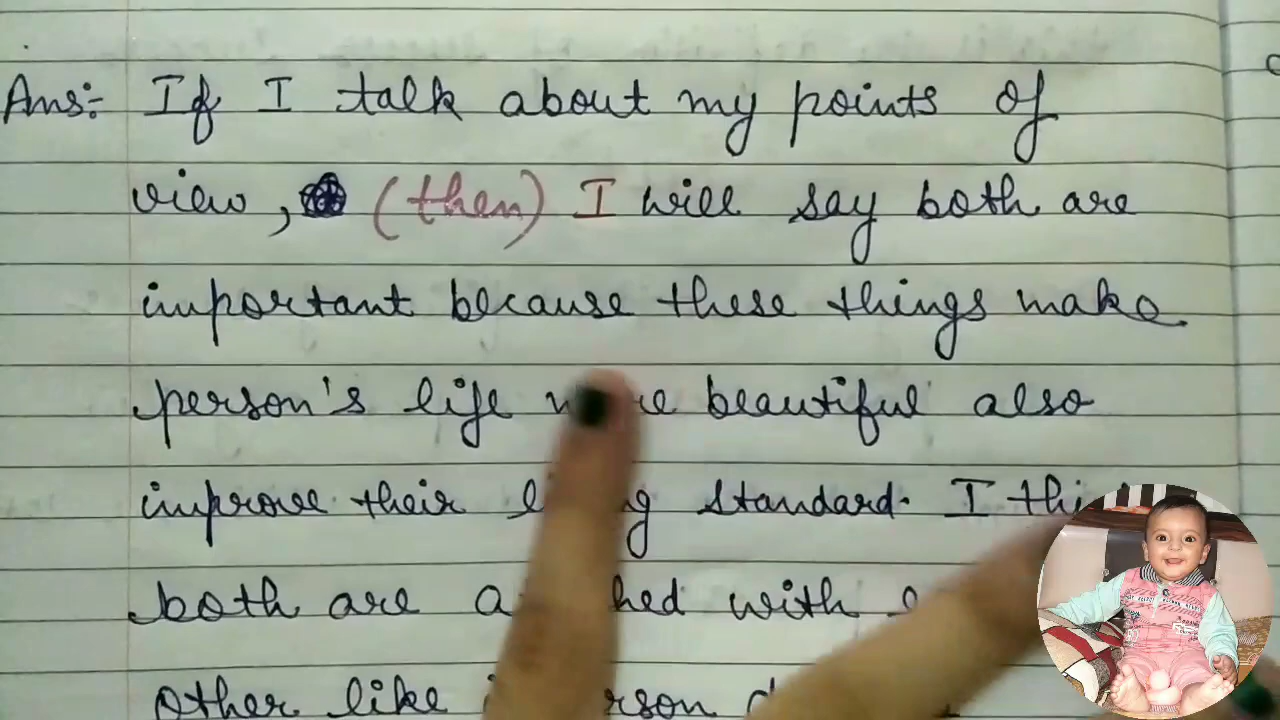 Ans:- If I talk about my points of
view, (then) I will say both are
important because these things make
person's life beautiful also
improve their standard. I
both are with
other like